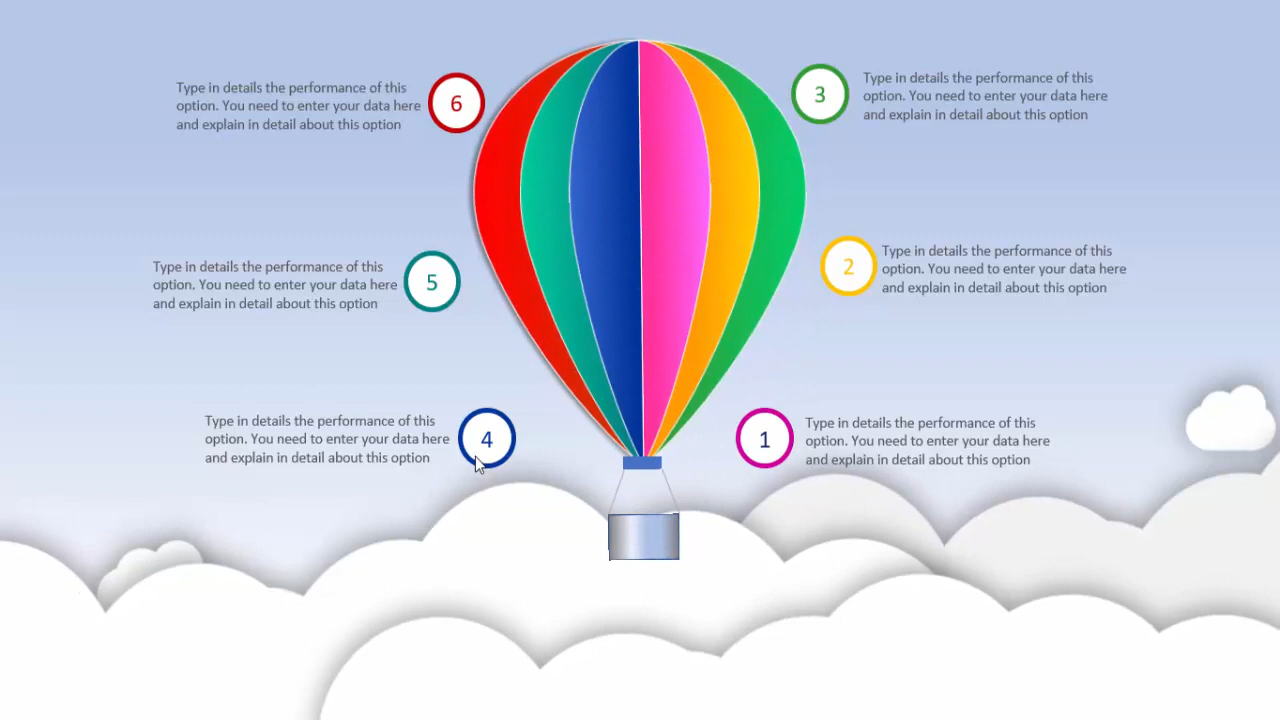 Type in details the performance of this
option. You need to enter your data here
and explain in detail about this option
6
3
Type in details the performance of this
option. You need to enter your data here
and explain in detail about this option
Type in details the performance of this
option. You need to enter your data here
and explain in detail about this option
5
2
Type in details the performance of this
option. You need to enter your data here
and explain in detail about this option
Type in details the performance of this
option. You need to enter your data here
and explain in detail about this option
4
1
Type in details the performance of this
option. You need to enter your data here
and explain in detail about this option